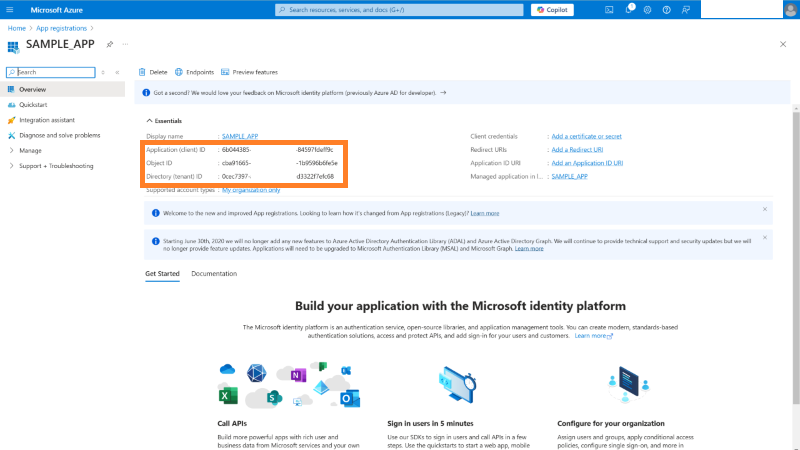 Microsoft Azure
Search resources, services, and docs (G+/)
Copilot
Home > App registrations >
SAMPLE_APP
Search
Delete
Endpoints
Preview features
Overview
Quickstart
Integration assistant
Diagnose and solve problems
Manage
Support + Troubleshooting
Got a second? We would love your feedback on Microsoft identity platform (previously Azure AD for developer). →
Essentials
Display name : SAMPLE_APP
Application (client) ID : 6b044385- -84597fdeff9c
Object ID : cba91665- -1b9596b6fe5e
Directory (tenant) ID : 0cec7397- d3322f7efc68
Supported account types : My organization only
Client credentials : Add a certificate or secret
Redirect URIs : Add a Redirect URI
Application ID URI : Add an Application ID URI
Managed application in l... : SAMPLE_APP
Welcome to the new and improved App registrations. Looking to learn how it's changed from App registrations (Legacy)? Learn more
Starting June 30th, 2020 we will no longer add any new features to Azure Active Directory Authentication Library (ADAL) and Azure Active Directory Graph. We will continue to provide technical support and security updates but we will
no longer provide feature updates. Applications will need to be upgraded to Microsoft Authentication Library (MSAL) and Microsoft Graph. Learn more
Get Started
Documentation
Build your application with the Microsoft identity platform
The Microsoft identity platform is an authentication service, open-source libraries, and application management tools. You can create modern, standards-based
authentication solutions, access and protect APIs, and add sign-in for your users and customers. Learn more
Call APIs
Build more powerful apps with rich user and
business data from Microsoft services and your own
Sign in users in 5 minutes
Use our SDKs to sign in users and call APIs in a few
steps. Use the quickstarts to start a web app, mobile
Configure for your organization
Assign users and groups, apply conditional access
policies, configure single sign-on, and more in